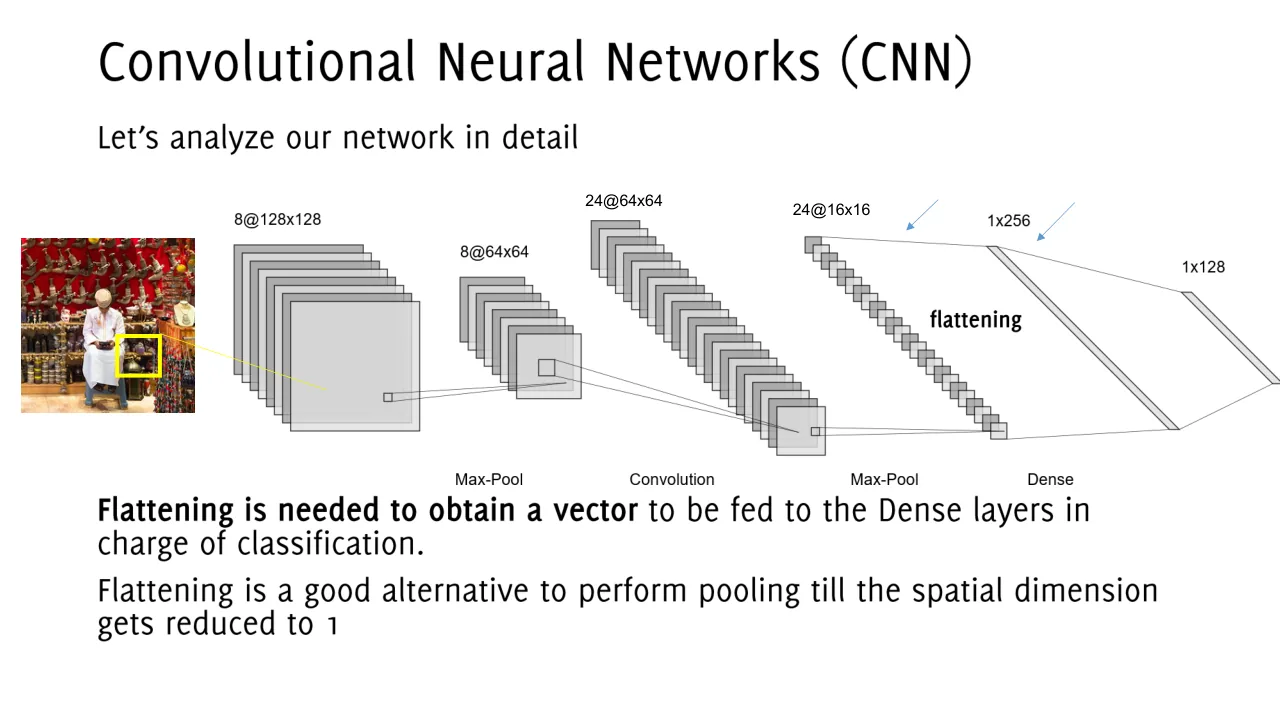 Convolutional Neural Networks (CNN)
Let's analyze our network in detail
8@128x128
8@64x64
24@64x64
24@16x16
1x256
1x128
flattening
Max-Pool
Convolution
Max-Pool
Dense
Flattening is needed to obtain a vector to be fed to the Dense layers in
charge of classification.
Flattening is a good alternative to perform pooling till the spatial dimension
gets reduced to 1